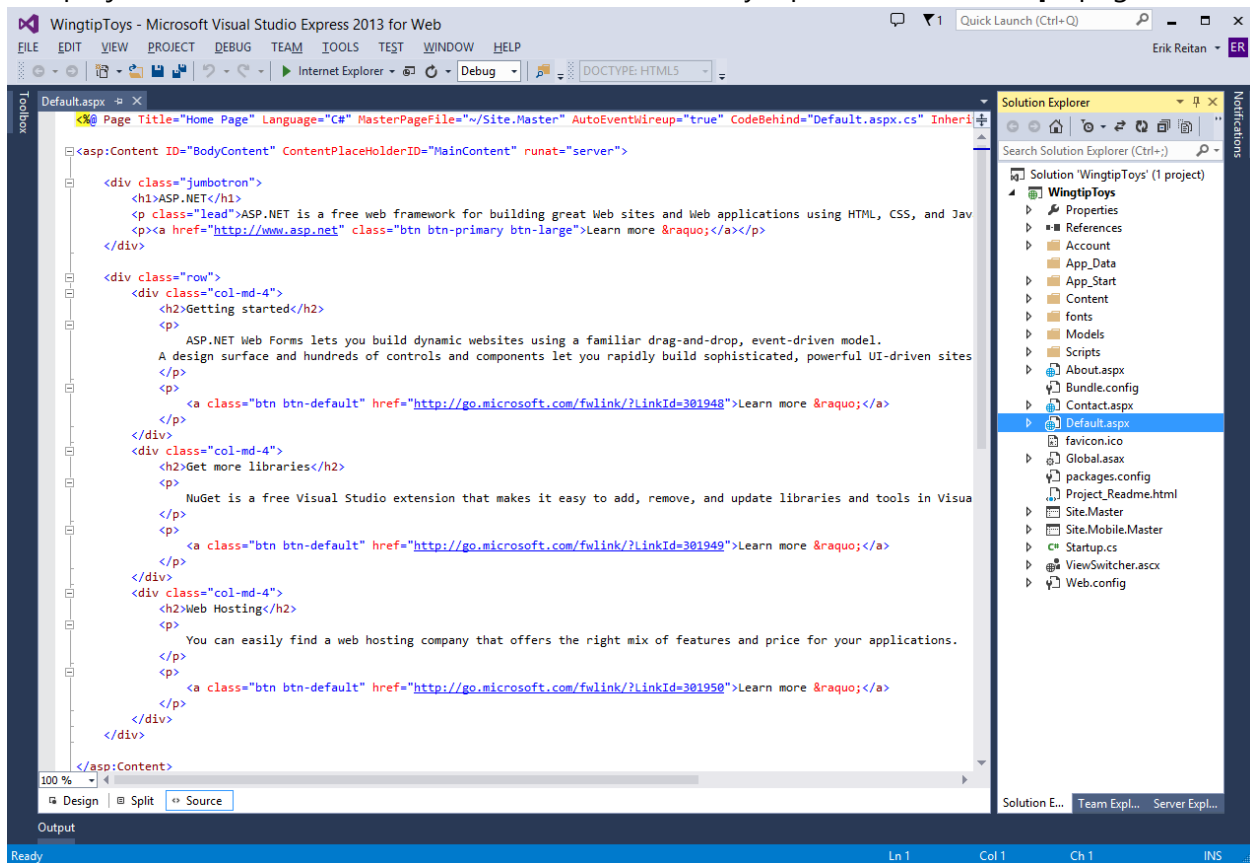 WingtipToys - Microsoft Visual Studio Express 2013 for Web
1
Quick Launch (Ctrl+Q)
FILE EDIT VIEW PROJECT DEBUG TEAM TOOLS TEST WINDOW HELP
Erik Reitan ER
Internet Explorer Debug DOCTYPE: HTML5
Toolbox
Default.aspx
<%@ Page Title="Home Page" Language="C#" MasterPageFile="~/Site.Master" AutoEventWireup="true" CodeBehind="Default.aspx.cs" Inheri
<asp:Content ID="BodyContent" ContentPlaceHolderID="MainContent" runat="server">
<div class="jumbotron">
<h1>ASP.NET</h1>
<p class="lead">ASP.NET is a free web framework for building great Web sites and Web applications using HTML, CSS, and Jav
<p><a href="http://www.asp.net" class="btn btn-primary btn-large">Learn more &raquo;</a></p>
</div>
<div class="row">
<div class="col-md-4">
<h2>Getting started</h2>
<p>
ASP.NET Web Forms lets you build dynamic websites using a familiar drag-and-drop, event-driven model.
A design surface and hundreds of controls and components let you rapidly build sophisticated, powerful UI-driven sites
</p>
<p>
<a class="btn btn-default" href="http://go.microsoft.com/fwlink/?LinkId=301948">Learn more &raquo;</a>
</p>
</div>
<div class="col-md-4">
<h2>Get more libraries</h2>
<p>
NuGet is a free Visual Studio extension that makes it easy to add, remove, and update libraries and tools in Visua
</p>
<p>
<a class="btn btn-default" href="http://go.microsoft.com/fwlink/?LinkId=301949">Learn more &raquo;</a>
</p>
</div>
<div class="col-md-4">
<h2>Web Hosting</h2>
<p>
You can easily find a web hosting company that offers the right mix of features and price for your applications.
</p>
<p>
<a class="btn btn-default" href="http://go.microsoft.com/fwlink/?LinkId=301950">Learn more &raquo;</a>
</p>
</div>
</div>
</asp:Content>
100 %
Design Split Source
Output
Solution Explorer
Search Solution Explorer (Ctrl+;)
Solution 'WingtipToys' (1 project)
WingtipToys
Properties
References
Account
App_Data
App_Start
Content
fonts
Models
Scripts
About.aspx
Bundle.config
Contact.aspx
Default.aspx
favicon.ico
Global.asax
packages.config
Project_Readme.html
Site.Master
Site.Mobile.Master
Startup.cs
ViewSwitcher.ascx
Web.config
Solution E... Team Expl... Server Expl...
Notifications
Ready Ln 1 Col 1 Ch 1 INS